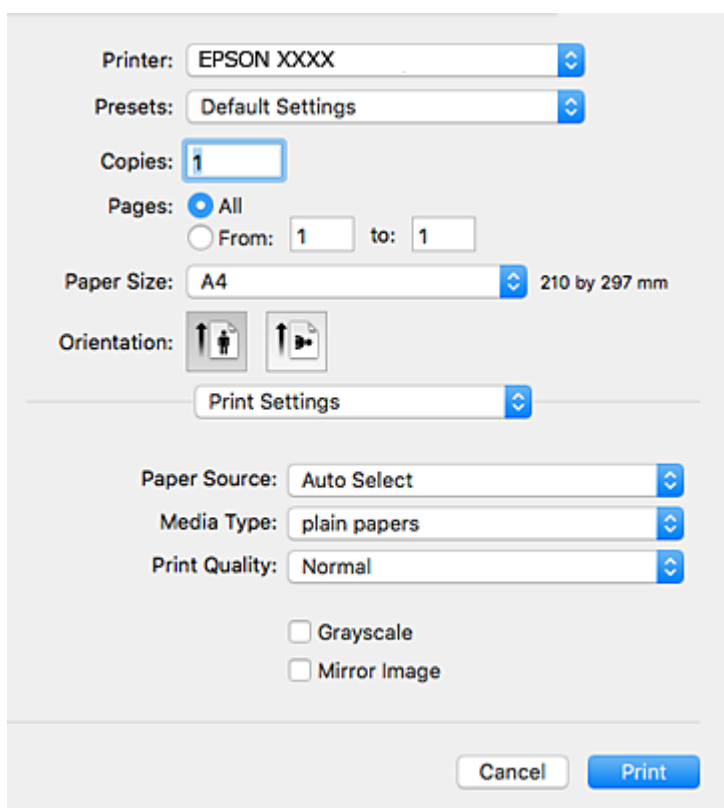 Printer: EPSON XXXX
Presets: Default Settings
Copies: 1
Pages: All
From: 1 to: 1
Paper Size: A4 210 by 297 mm
Orientation:
Print Settings
Paper Source: Auto Select
Media Type: plain papers
Print Quality: Normal
Grayscale
Mirror Image
Cancel Print